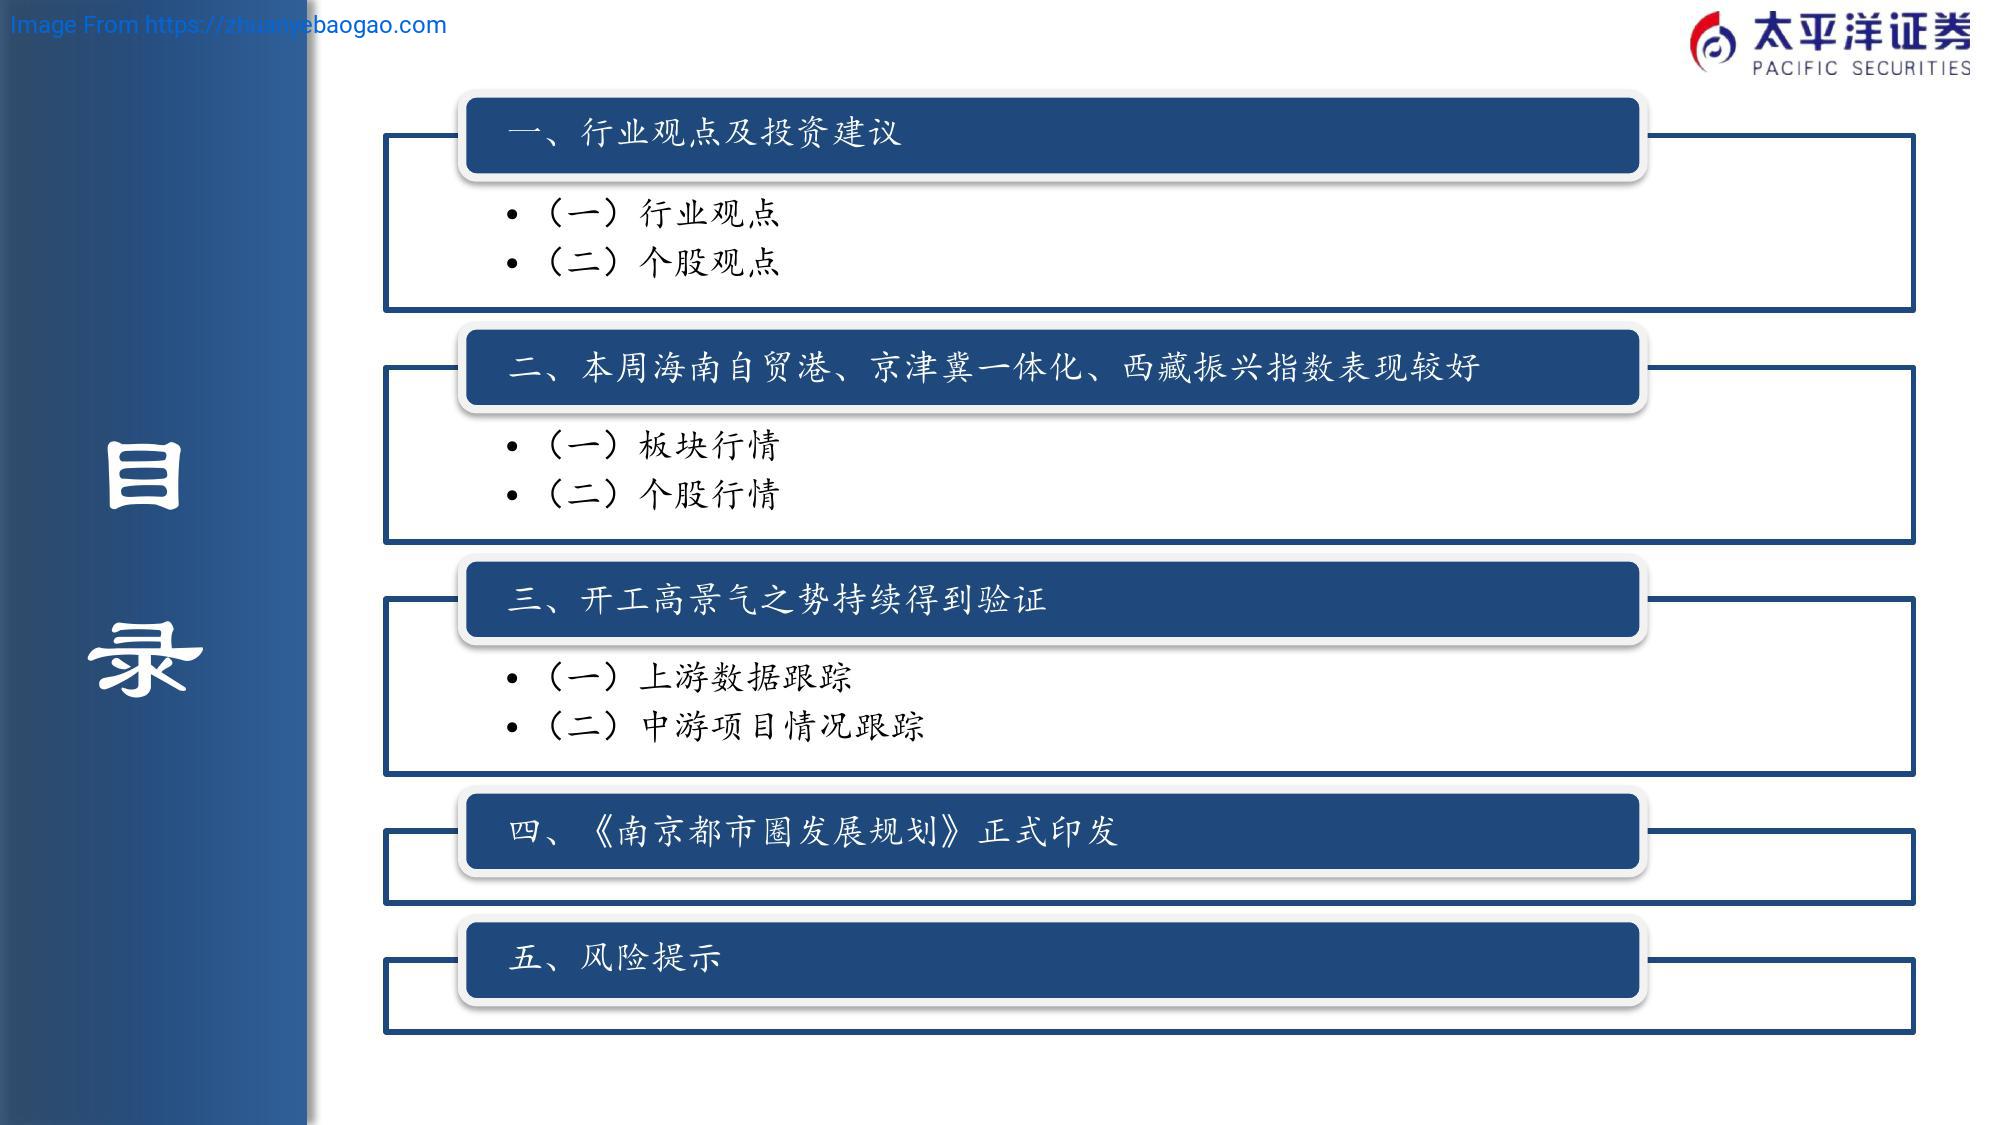 Image From https://zhuanyebaogao.com
太平洋证券
PACIFIC SECURITIES
目
录
一、行业观点及投资建议
• （一）行业观点
• （二）个股观点
二、本周海南自贸港、京津冀一体化、西藏振兴指数表现较好
• （一）板块行情
• （二）个股行情
三、开工高景气之势持续得到验证
• （一）上游数据跟踪
• （二）中游项目情况跟踪
四、《南京都市圈发展规划》正式印发
五、风险提示